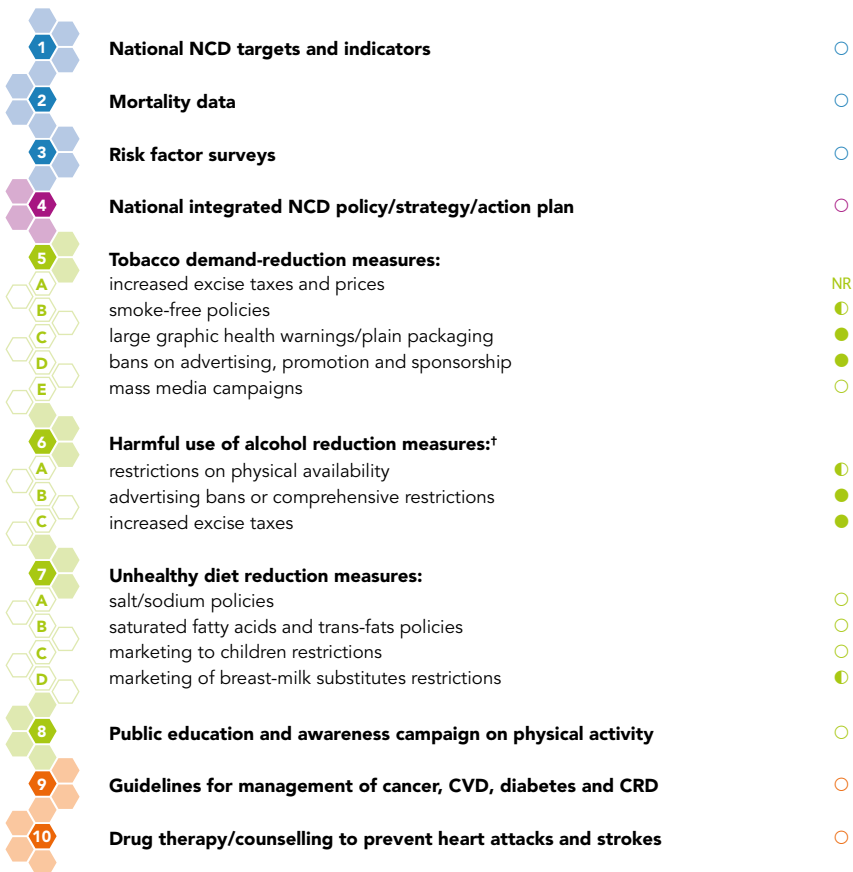 1 National NCD targets and indicators ○
2 Mortality data ○
3 Risk factor surveys ○
4 National integrated NCD policy/strategy/action plan ○
5 Tobacco demand-reduction measures:
A increased excise taxes and prices NR
B smoke-free policies ◐
C large graphic health warnings/plain packaging ●
D bans on advertising, promotion and sponsorship ●
E mass media campaigns ○
6 Harmful use of alcohol reduction measures:†
A restrictions on physical availability ◐
B advertising bans or comprehensive restrictions ●
C increased excise taxes ●
7 Unhealthy diet reduction measures:
A salt/sodium policies ○
B saturated fatty acids and trans-fats policies ○
C marketing to children restrictions ○
D marketing of breast-milk substitutes restrictions ◐
8 Public education and awareness campaign on physical activity ○
9 Guidelines for management of cancer, CVD, diabetes and CRD ○
10 Drug therapy/counselling to prevent heart attacks and strokes ○